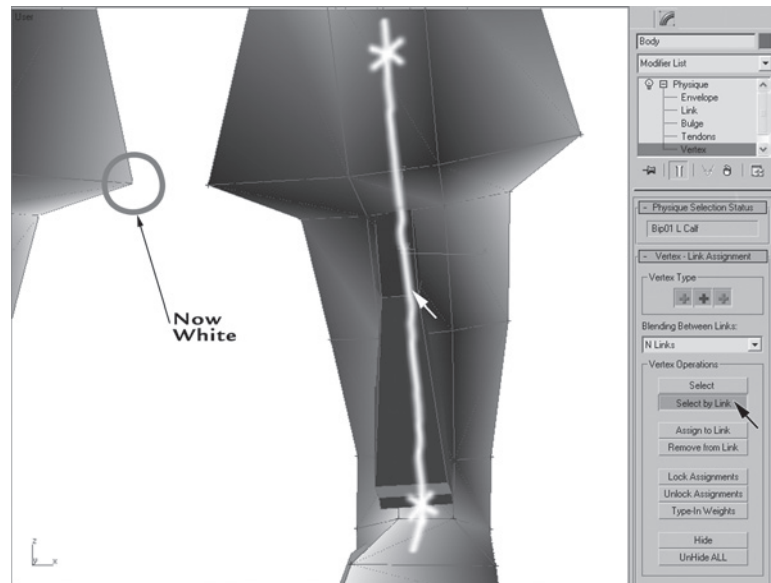 User
Now
White
z
y
x
Body
Modifier List
Physique
Envelope
Link
Bulge
Tendons
Vertex
- Physique Selection Status
Bip01 L Calf
- Vertex - Link Assignment
Vertex Type
Blending Between Links:
N Links
Vertex Operations
Select
Select by Link
Assign to Link
Remove from Link
Lock Assignments
Unlock Assignments
Type-In Weights
Hide
UnHide ALL